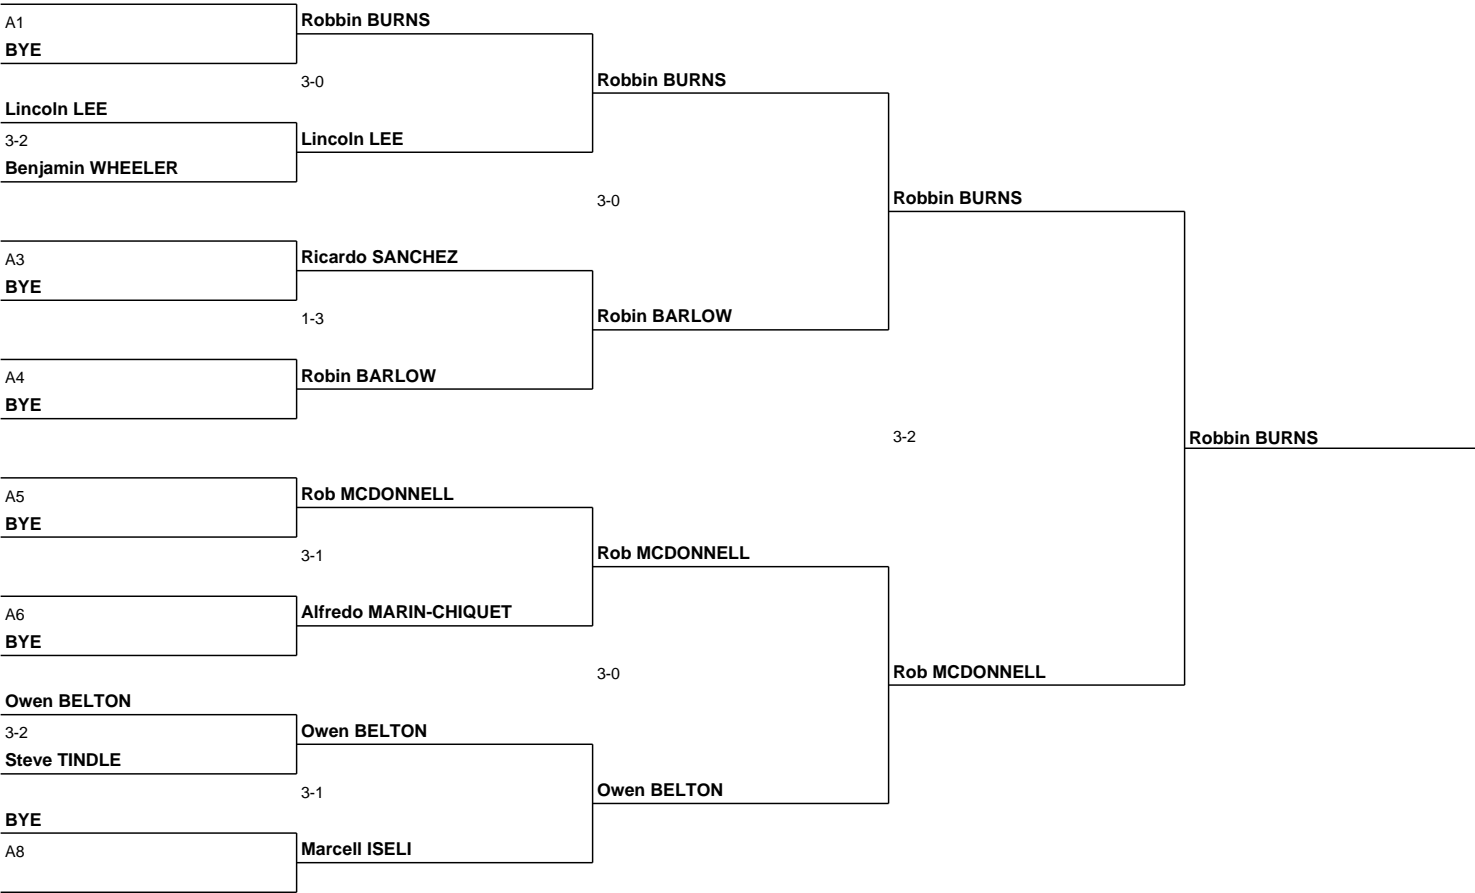 A1
BYE
Lincoln LEE
3-2
Benjamin WHEELER
A3
BYE
A4
BYE
A5
BYE
A6
BYE
Owen BELTON
3-2
Steve TINDLE
BYE
A8
Robbin BURNS
3-0
Lincoln LEE
Ricardo SANCHEZ
1-3
Robin BARLOW
Rob MCDONNELL
3-1
Alfredo MARIN-CHIQUET
Owen BELTON
3-1
Marcell ISELI
Robbin BURNS
3-0
Robin BARLOW
Rob MCDONNELL
3-0
Owen BELTON
Robbin BURNS
3-2
Rob MCDONNELL
Robbin BURNS